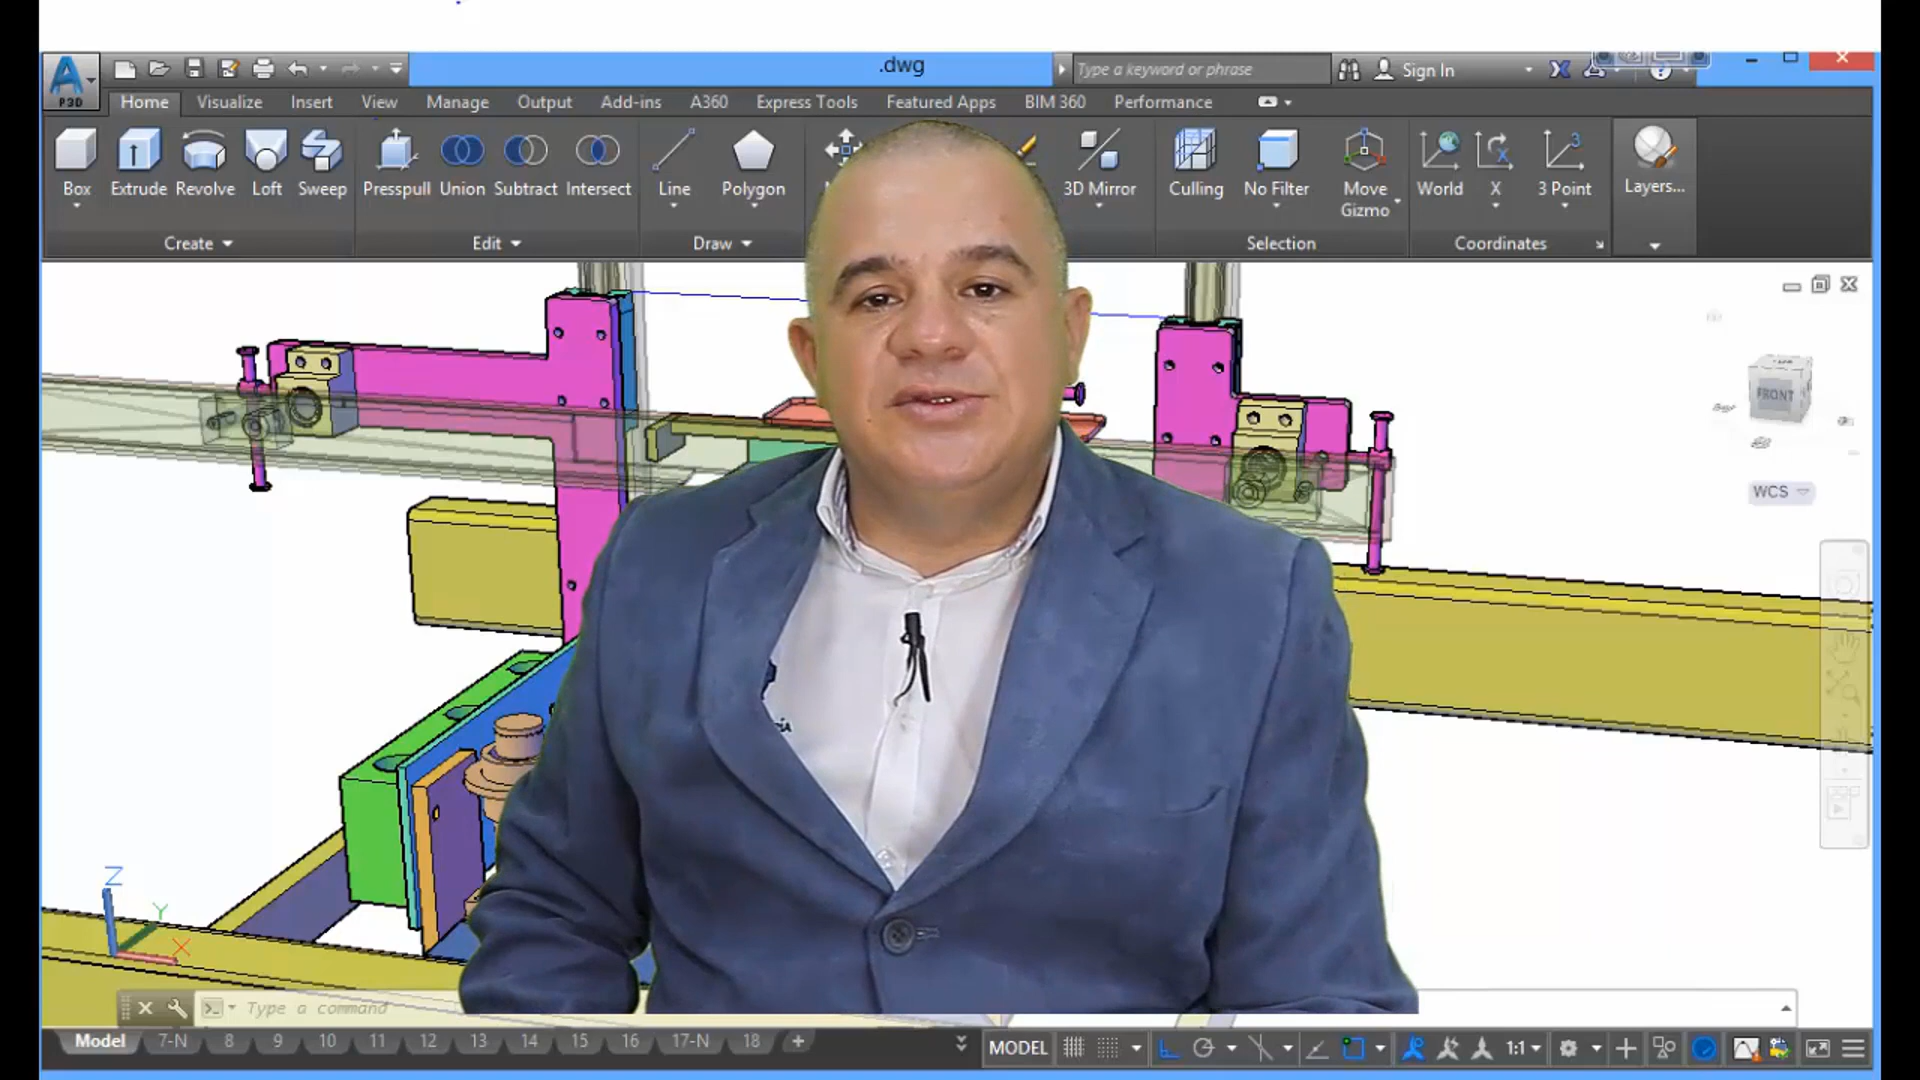 .dwg
Type a keyword or phrase
Sign In
P3D
Home Visualize Insert View Manage Output Add-ins A360 Express Tools Featured Apps BIM 360 Performance
Box Extrude Revolve Loft Sweep Presspull Union Subtract Intersect Line Polygon 3D Mirror Culling No Filter Move Gizmo World X 3 Point Layers...
Create Edit Draw Selection Coordinates
FRONT
WCS
Z
Y
X
Type a command
Model 7-N 8 9 10 11 12 13 14 15 16 17-N 18 + MODEL 1:1